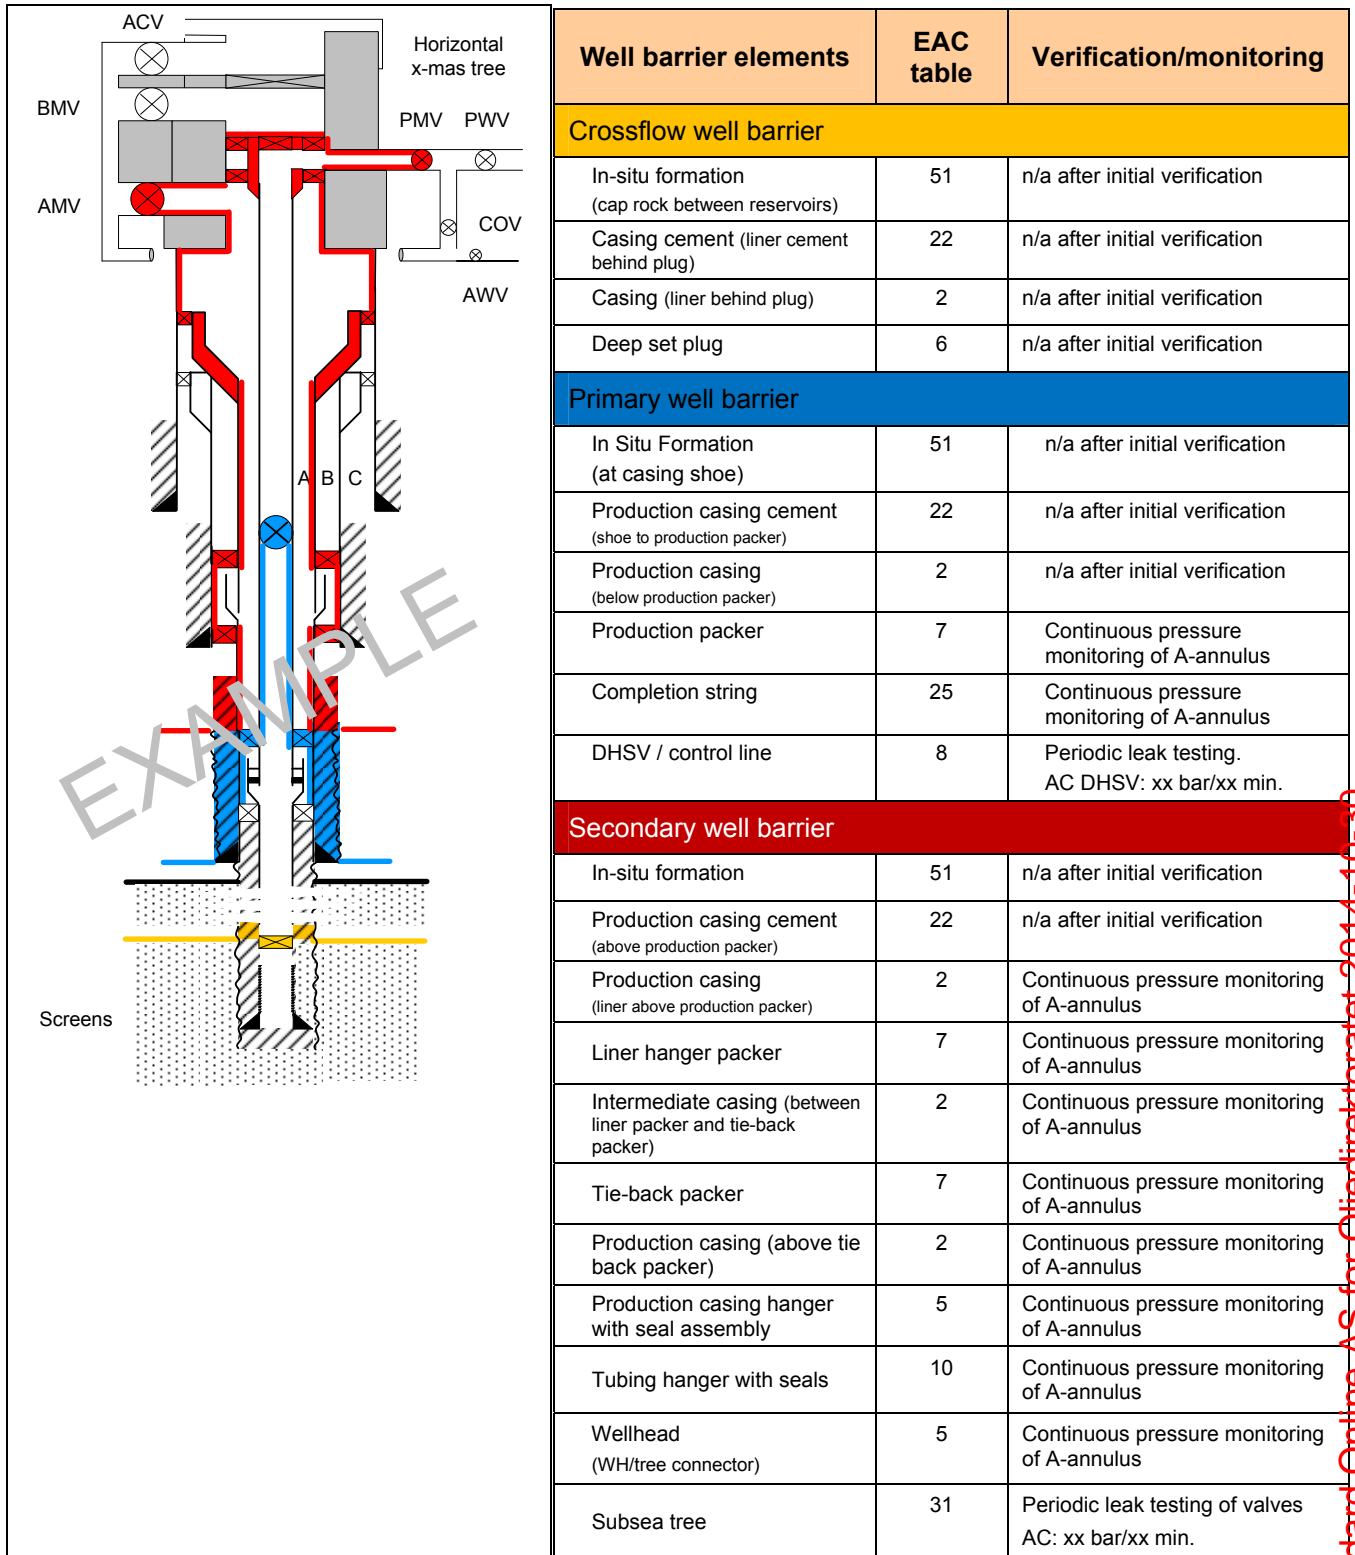 ACV
Horizontal
x-mas tree
BMV
PMV PWV
AMV
COV
AWV
A B C
EXAMPLE
Screens
Well barrier elements
EAC
table
Verification/monitoring
Crossflow well barrier
In-situ formation
(cap rock between reservoirs)
51
n/a after initial verification
Casing cement (liner cement
behind plug)
22
n/a after initial verification
Casing (liner behind plug)
2
n/a after initial verification
Deep set plug
6
n/a after initial verification
Primary well barrier
In Situ Formation
(at casing shoe)
51
n/a after initial verification
Production casing cement
(shoe to production packer)
22
n/a after initial verification
Production casing
(below production packer)
2
n/a after initial verification
Production packer
7
Continuous pressure
monitoring of A-annulus
Completion string
25
Continuous pressure
monitoring of A-annulus
DHSV / control line
8
Periodic leak testing.
AC DHSV: xx bar/xx min.
Secondary well barrier
In-situ formation
51
n/a after initial verification
Production casing cement
(above production packer)
22
n/a after initial verification
Production casing
(liner above production packer)
2
Continuous pressure monitoring
of A-annulus
Liner hanger packer
7
Continuous pressure monitoring
of A-annulus
Intermediate casing (between
liner packer and tie-back
packer)
2
Continuous pressure monitoring
of A-annulus
Tie-back packer
7
Continuous pressure monitoring
of A-annulus
Production casing (above tie
back packer)
2
Continuous pressure monitoring
of A-annulus
Production casing hanger
with seal assembly
5
Continuous pressure monitoring
of A-annulus
Tubing hanger with seals
10
Continuous pressure monitoring
of A-annulus
Wellhead
(WH/tree connector)
5
Continuous pressure monitoring
of A-annulus
Subsea tree
31
Periodic leak testing of valves
AC: xx bar/xx min.
Online AS for Oljedirektoratet 2014-10-30